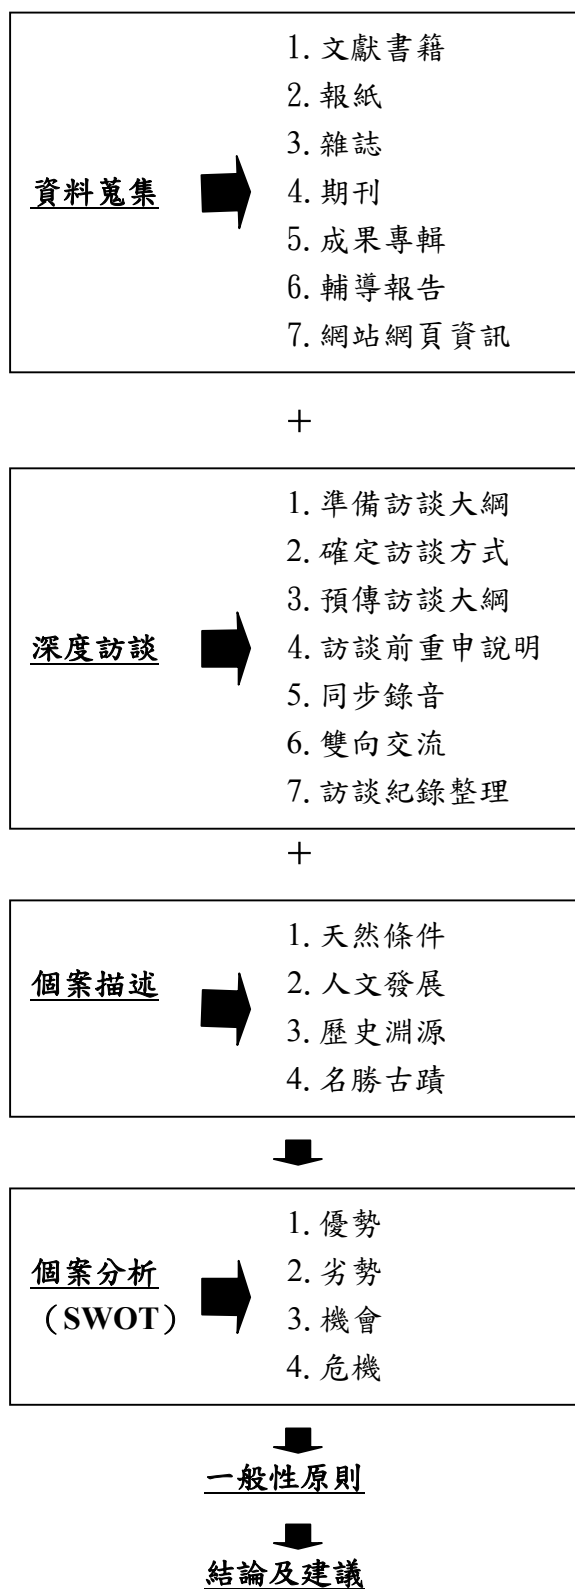 資料蒐集
1. 文獻書籍
2. 報紙
3. 雜誌
4. 期刊
5. 成果專輯
6. 輔導報告
7. 網站網頁資訊
＋
深度訪談
1. 準備訪談大綱
2. 確定訪談方式
3. 預傳訪談大綱
4. 訪談前重申說明
5. 同步錄音
6. 雙向交流
7. 訪談紀錄整理
＋
個案描述
1. 天然條件
2. 人文發展
3. 歷史淵源
4. 名勝古蹟
個案分析
（SWOT）
1. 優勢
2. 劣勢
3. 機會
4. 危機
一般性原則
結論及建議